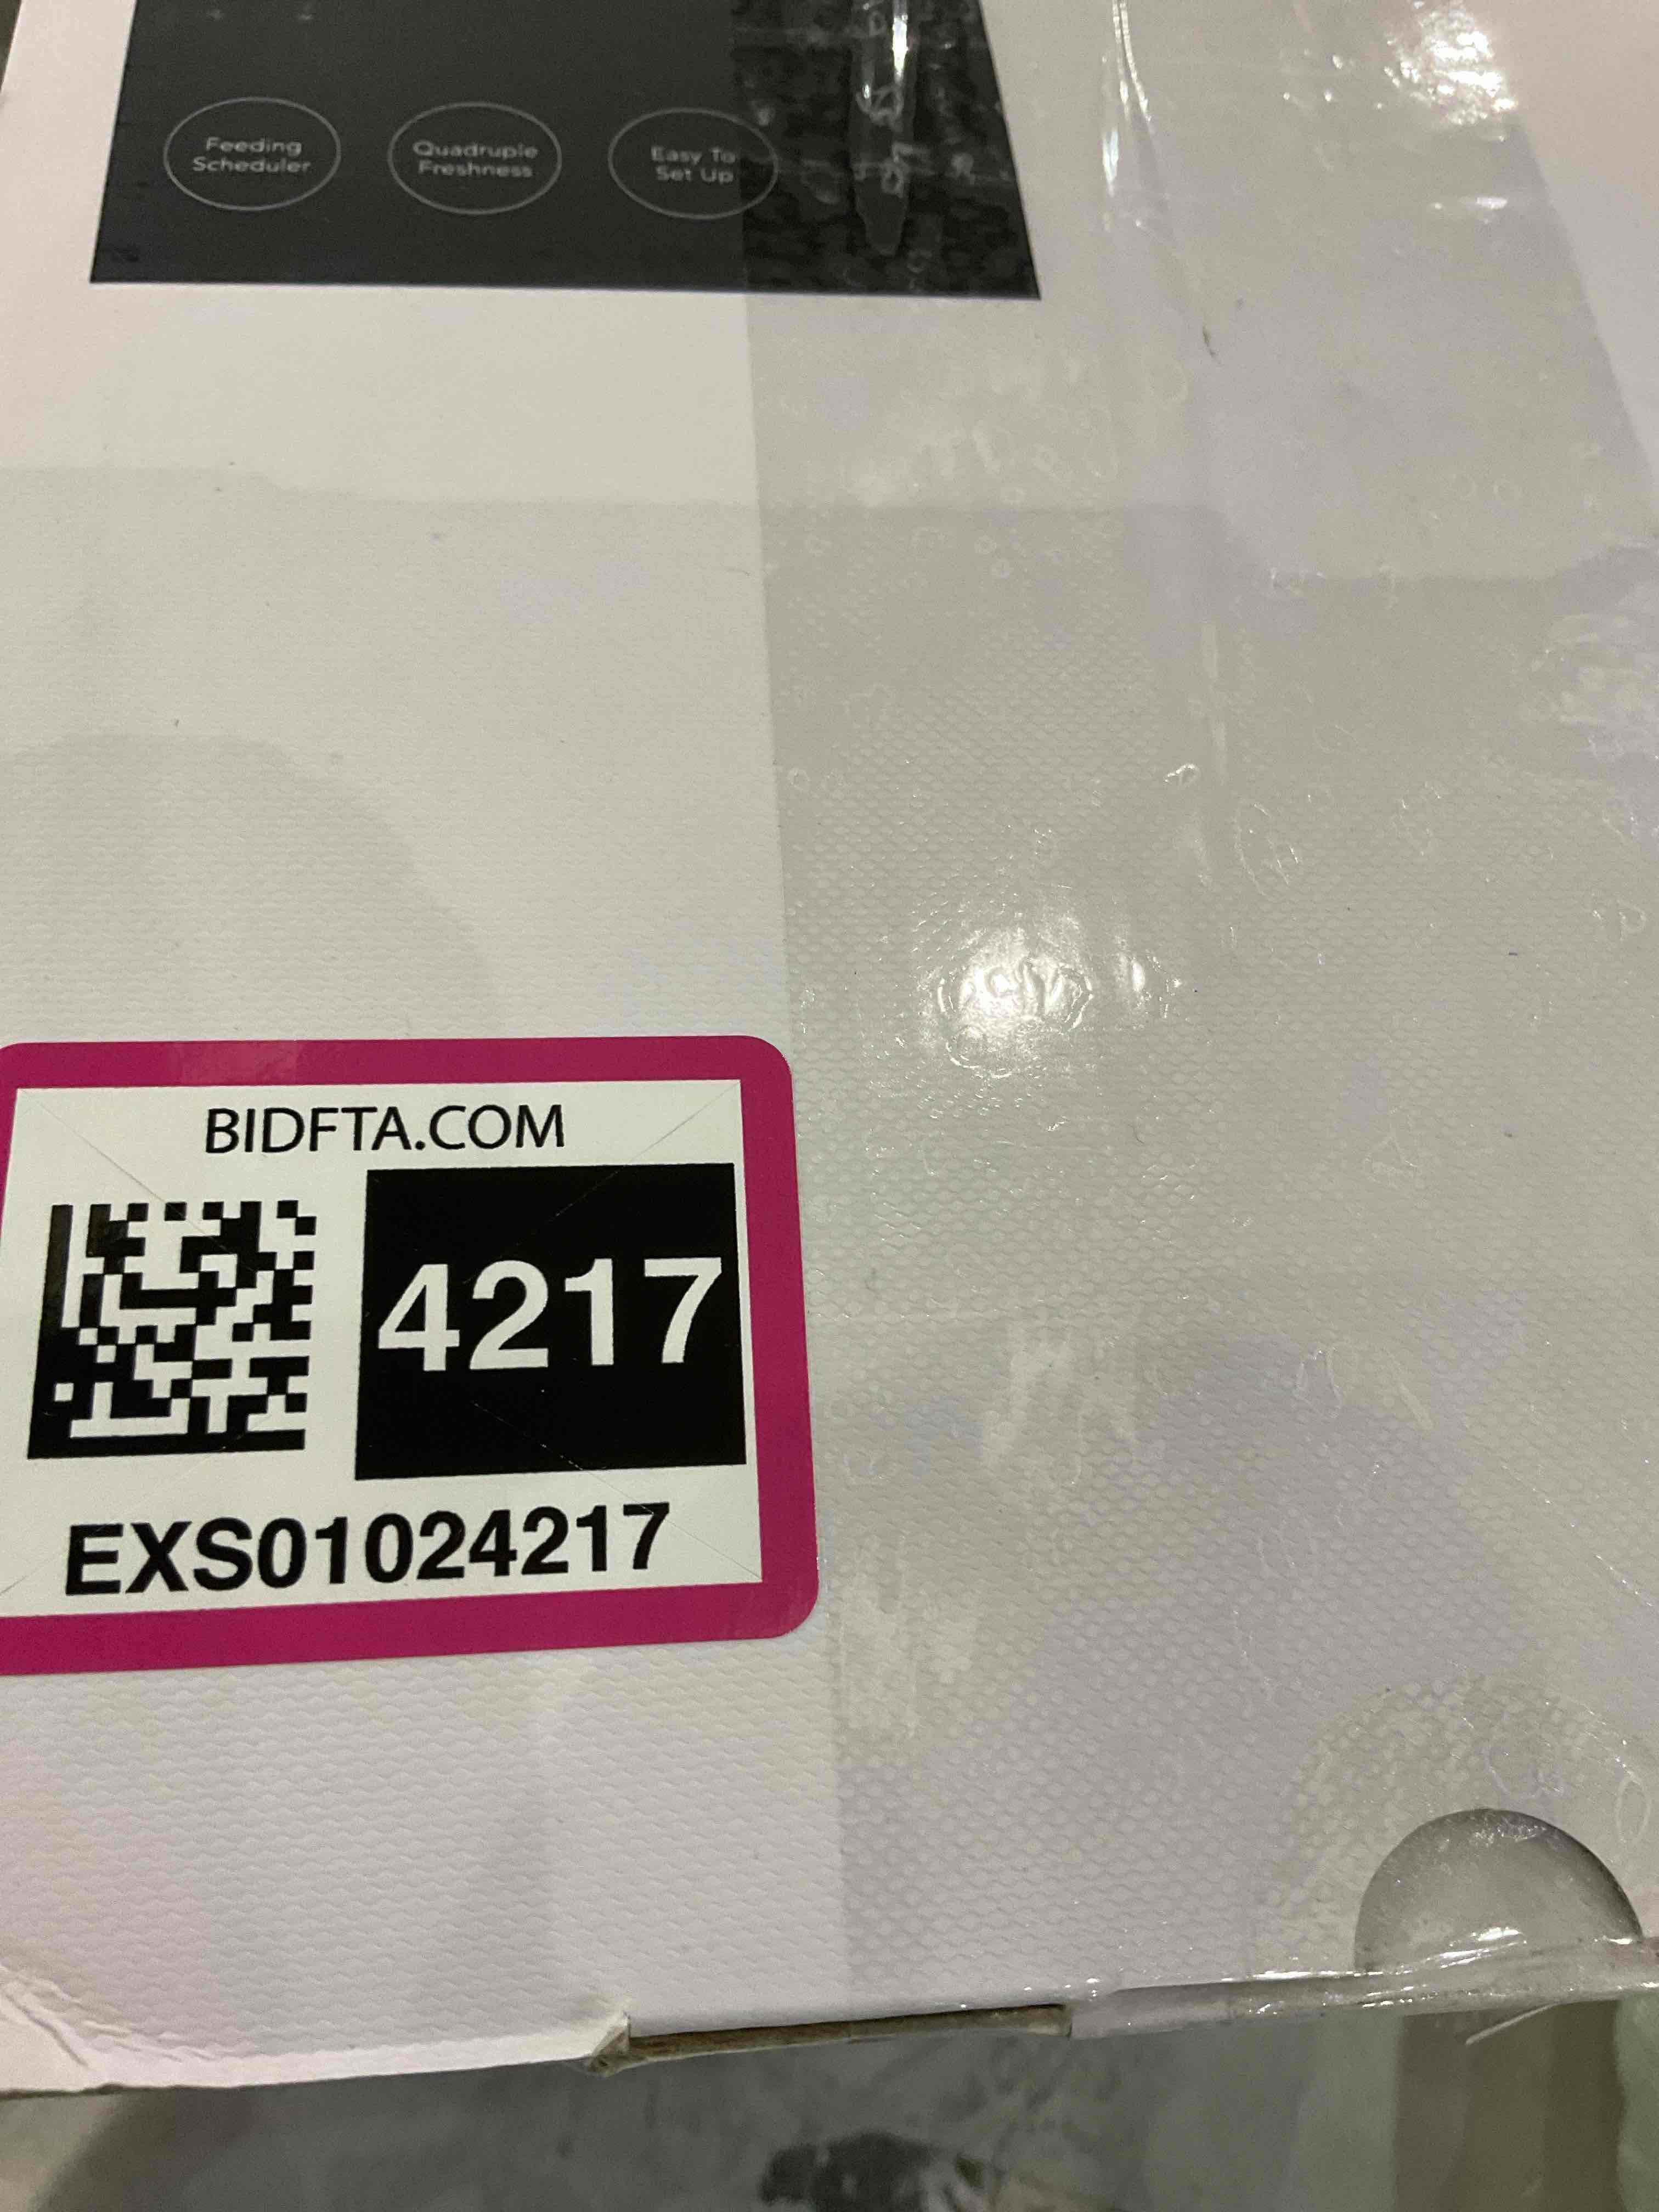 Feeding
Scheduler
Quadruple
Freshness
Easy To
Set Up
BIDFTA.COM
4217
EXS01024217